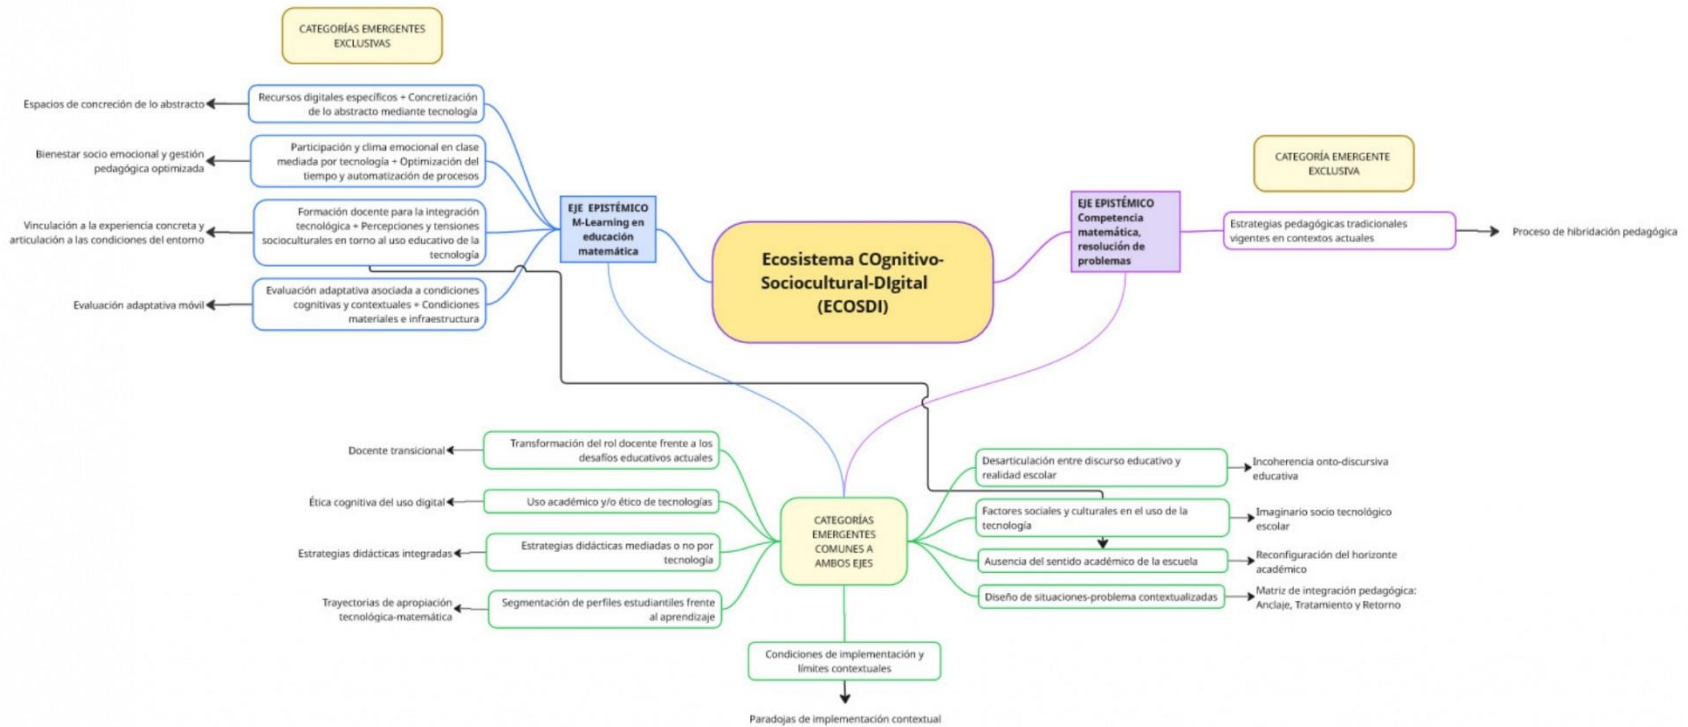 CATEGORÍAS EMERGENTES
EXCLUSIVAS
Espacios de concreción de lo abstracto
Recursos digitales específicos + Concretización
de lo abstracto mediante tecnología
Bienestar socio emocional y gestión
pedagógica optimizada
Participación y clima emocional en clase
mediada por tecnología + Optimización del
tiempo y automatización de procesos
Vinculación a la experiencia concreta y
articulación a las condiciones del entorno
Formación docente para la integración
tecnológica + Percepciones y tensiones
socioculturales en torno al uso educativo de la
tecnología
Evaluación adaptativa móvil
Evaluación adaptativa asociada a condiciones
cognitivas y contextuales + Condiciones
materiales e infraestructura
EJE EPISTÉMICO
M-Learning en
educación
matemática
Ecosistema COgnitivo-
Sociocultural-DIgital
(ECOSDI)
EJE EPISTÉMICO
Competencia
matemática,
resolución de
problemas
CATEGORÍA EMERGENTE
EXCLUSIVA
Estrategias pedagógicas tradicionales
vigentes en contextos actuales
Proceso de hibridación pedagógica
Docente transicional
Transformación del rol docente frente a los
desafíos educativos actuales
Ética cognitiva del uso digital
Uso académico y/o ético de tecnologías
Estrategias didácticas integradas
Estrategias didácticas mediadas o no por
tecnología
Trayectorias de apropiación
tecnológica-matemática
Segmentación de perfiles estudiantiles frente
al aprendizaje
CATEGORÍAS
EMERGENTES
COMUNES A
AMBOS EJES
Desarticulación entre discurso educativo y
realidad escolar
Incoherencia onto-discursiva
educativa
Factores sociales y culturales en el uso de la
tecnología
Imaginario socio tecnológico
escolar
Ausencia del sentido académico de la escuela
Reconfiguración del horizonte
académico
Diseño de situaciones-problema contextualizadas
Matriz de integración pedagógica:
Anclaje, Tratamiento y Retorno
Condiciones de implementación y
límites contextuales
Paradojas de implementación contextual